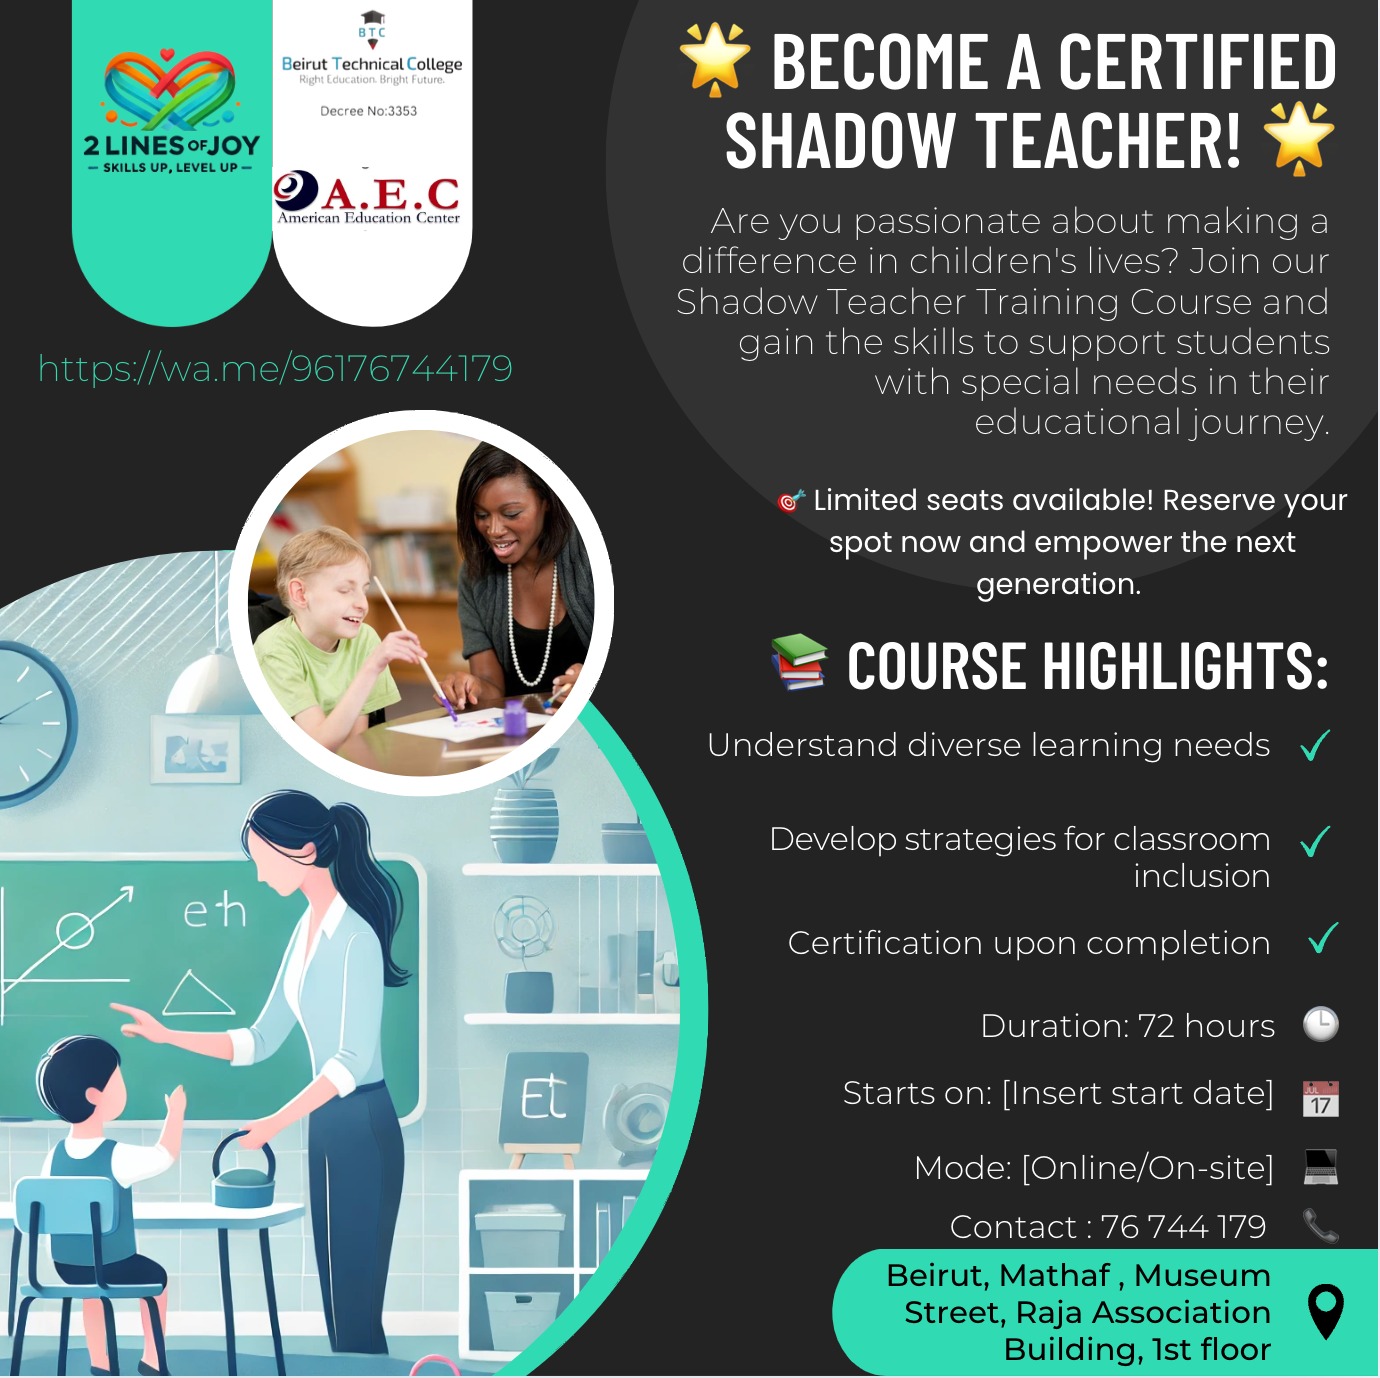 2 LINES OF JOY
SKILLS UP, LEVEL UP
BTC
Beirut Technical College
Right Education. Bright Future.
Decree No:3353
A.E.C
American Education Center
https://wa.me/96176744179
BECOME A CERTIFIED
SHADOW TEACHER!
Are you passionate about making a
difference in children's lives? Join our
Shadow Teacher Training Course and
gain the skills to support students
with special needs in their
educational journey.
Limited seats available! Reserve your
spot now and empower the next
generation.
COURSE HIGHLIGHTS:
Understand diverse learning needs
Develop strategies for classroom
inclusion
Certification upon completion
Duration: 72 hours
Starts on: [Insert start date]
JUL
17
Mode: [Online/On-site]
Contact : 76 744 179
Beirut, Mathaf , Museum
Street, Raja Association
Building, 1st floor